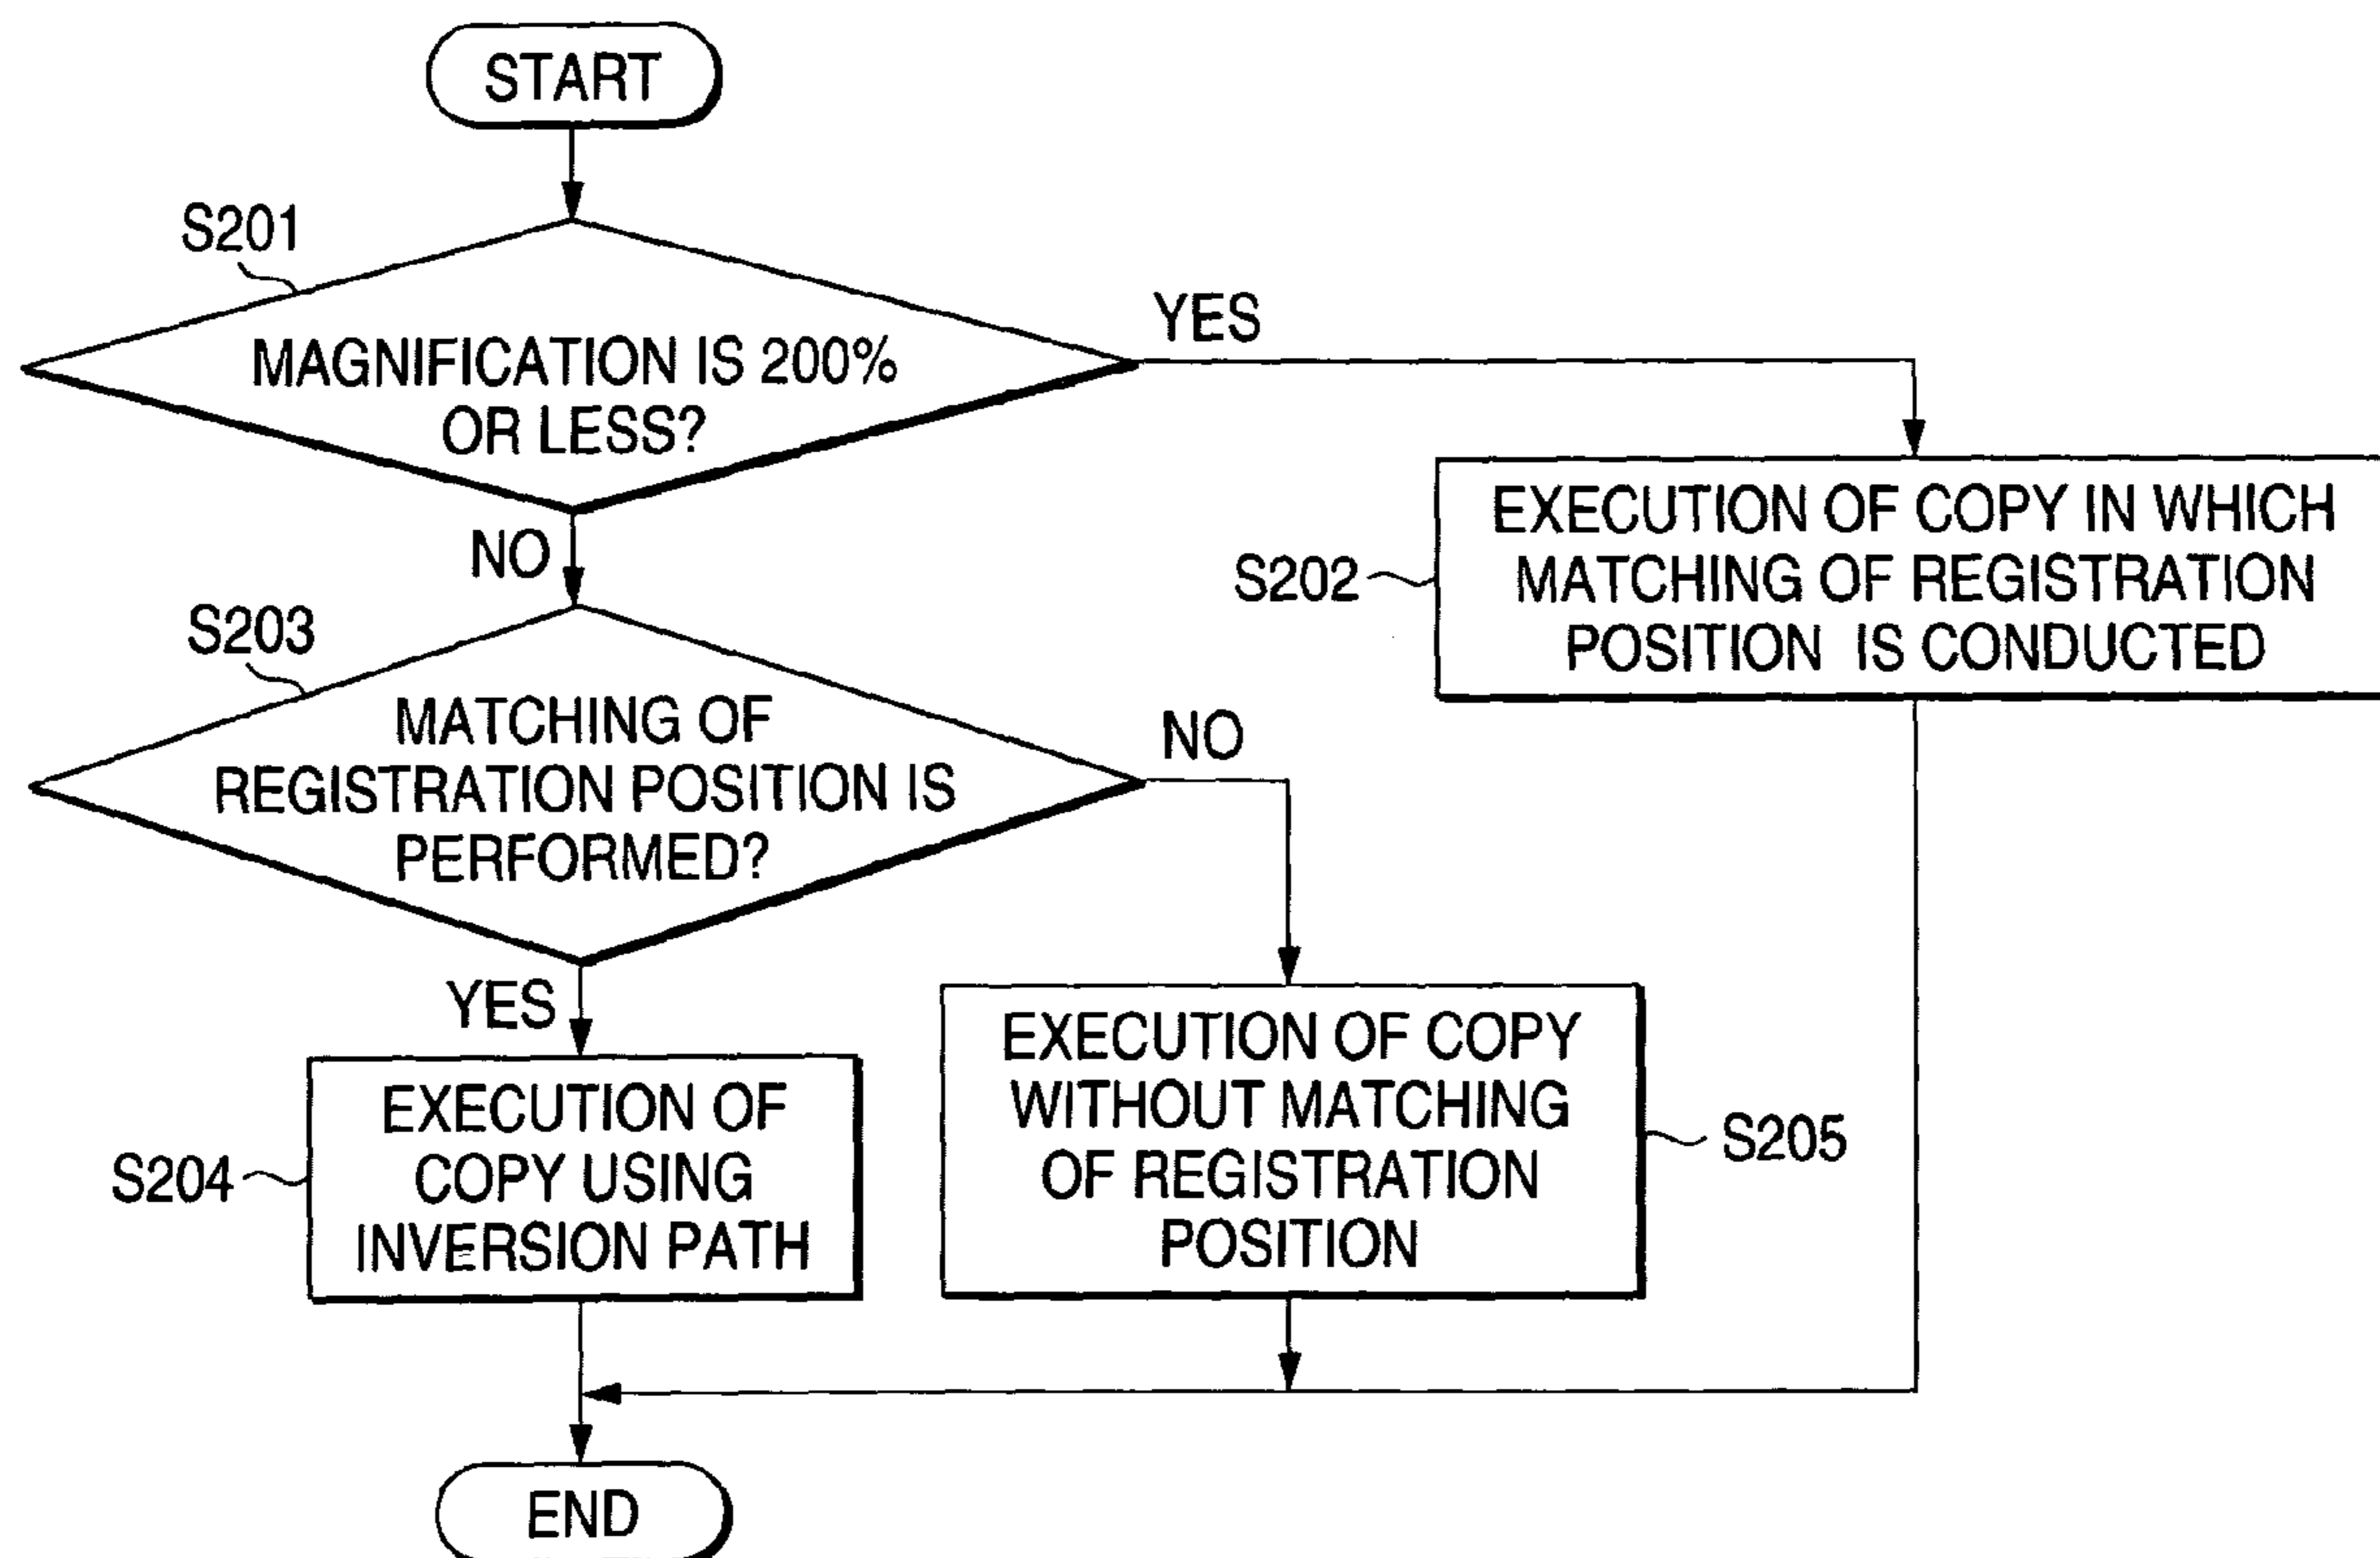 START
S201
MAGNIFICATION IS 200%
OR LESS?
YES
NO
S202
EXECUTION OF COPY IN WHICH
MATCHING OF REGISTRATION
POSITION IS CONDUCTED
S203
MATCHING OF
REGISTRATION POSITION IS
PERFORMED?
NO
YES
S204
EXECUTION OF
COPY USING
INVERSION PATH
EXECUTION OF COPY
WITHOUT MATCHING
OF REGISTRATION
POSITION
S205
END